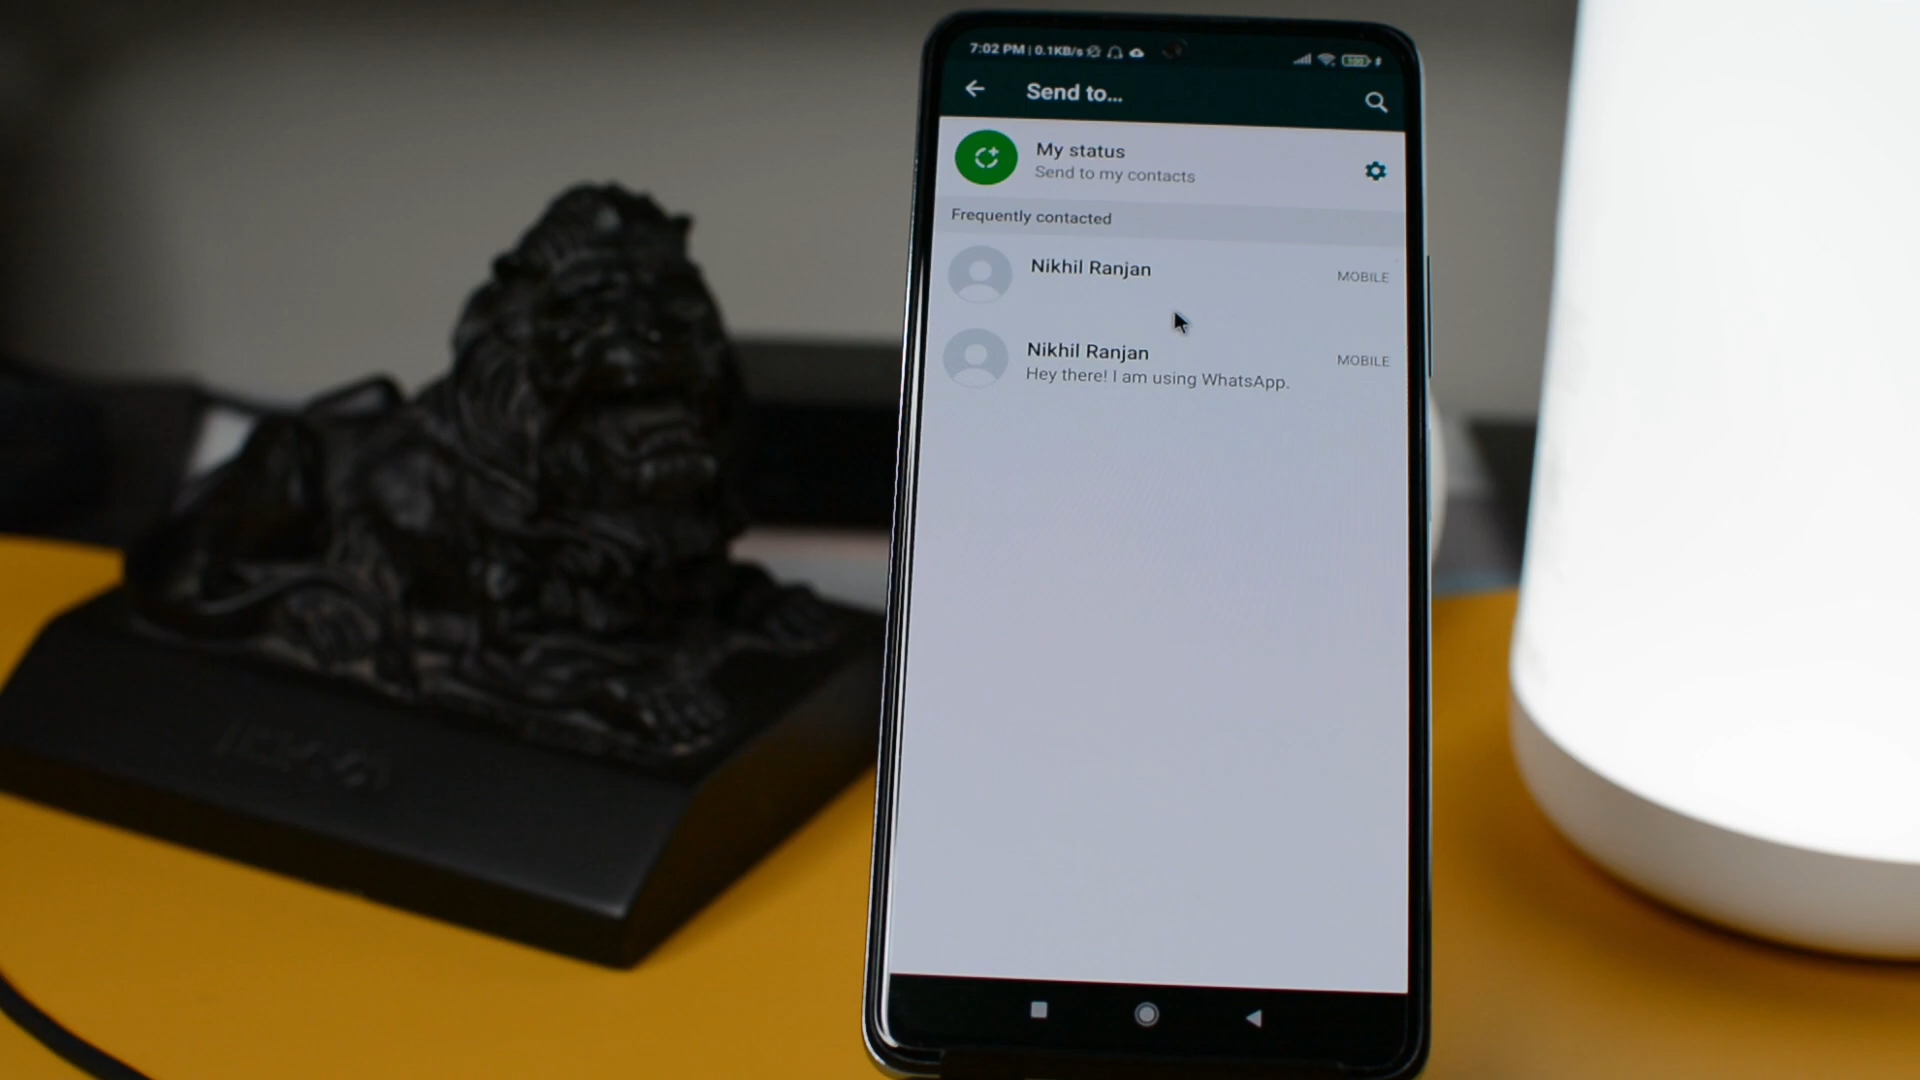 7:02 PM | 0.1KB/s
100
Send to...
My status
Send to my contacts
Frequently contacted
Nikhil Ranjan
MOBILE
Nikhil Ranjan
MOBILE
Hey there! I am using WhatsApp.